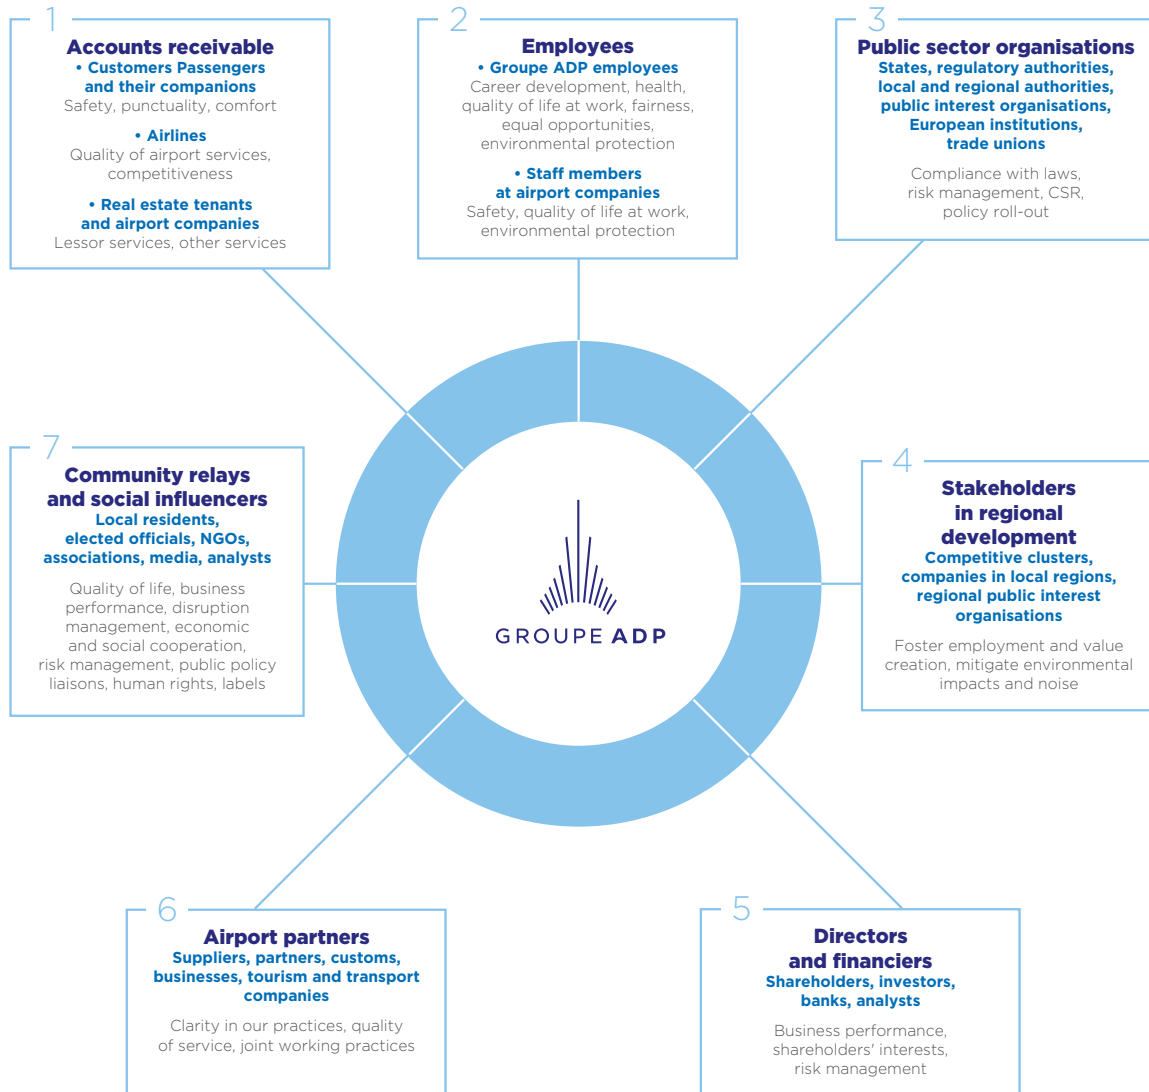 1
Accounts receivable
• Customers Passengers
and their companions
Safety, punctuality, comfort
• Airlines
Quality of airport services,
competitiveness
• Real estate tenants
and airport companies
Lessor services, other services
2
Employees
• Groupe ADP employees
Career development, health,
quality of life at work, fairness,
equal opportunities,
environmental protection
• Staff members
at airport companies
Safety, quality of life at work,
environmental protection
3
Public sector organisations
States, regulatory authorities,
local and regional authorities,
public interest organisations,
European institutions,
trade unions
Compliance with laws,
risk management, CSR,
policy roll-out
4
Stakeholders
in regional
development
Competitive clusters,
companies in local regions,
regional public interest
organisations
Foster employment and value
creation, mitigate environmental
impacts and noise
5
Directors
and financiers
Shareholders, investors,
banks, analysts
Business performance,
shareholders' interests,
risk management
6
Airport partners
Suppliers, partners, customs,
businesses, tourism and transport
companies
Clarity in our practices, quality
of service, joint working practices
7
Community relays
and social influencers
Local residents,
elected officials, NGOs,
associations, media, analysts
Quality of life, business
performance, disruption
management, economic
and social cooperation,
risk management, public policy
liaisons, human rights, labels
GROUPE ADP